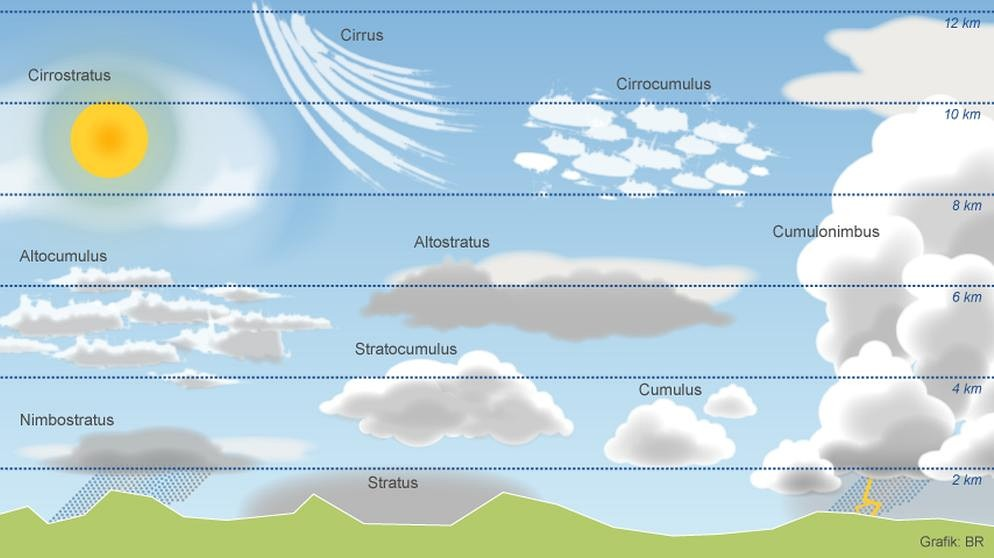 12 km
Cirrus
Cirrostratus
Cirrocumulus
10 km
8 km
Cumulonimbus
Altostratus
Altocumulus
6 km
Stratocumulus
4 km
Cumulus
Nimbostratus
2 km
Stratus
Grafik: BR